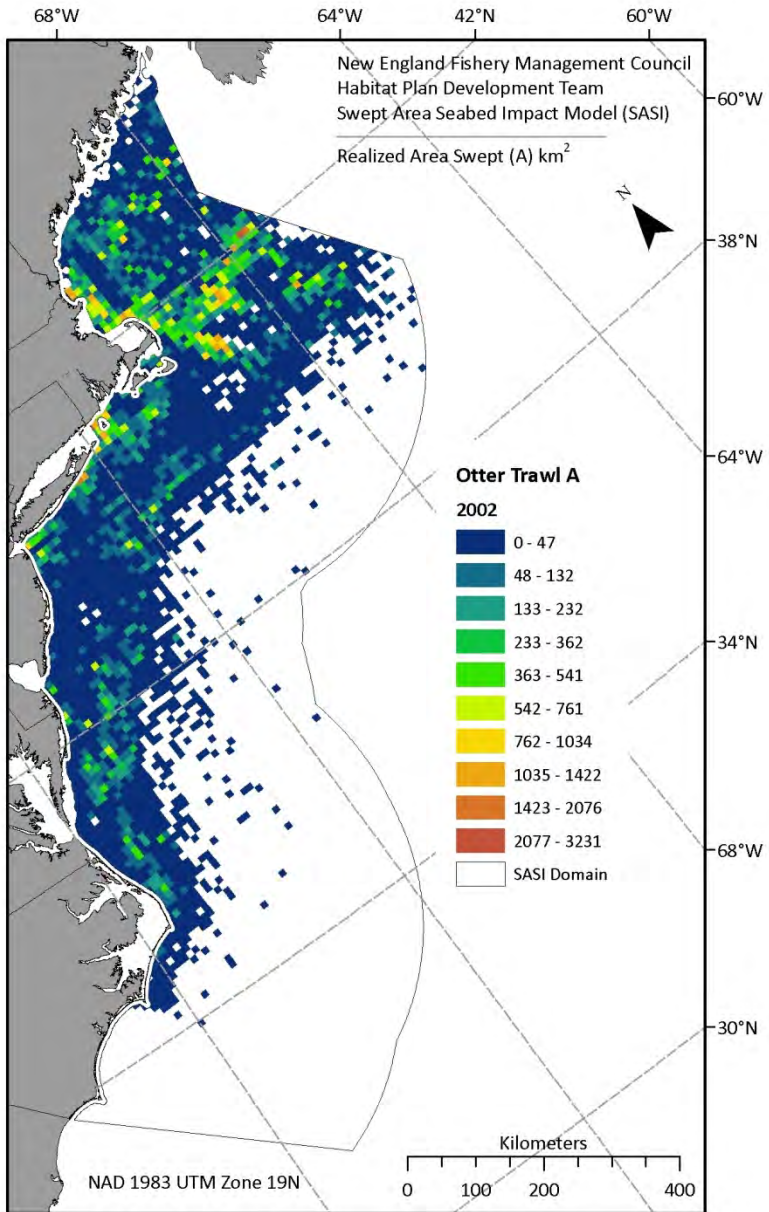 68°W 64°W 42°N 60°W
New England Fishery Management Council
Habitat Plan Development Team
Swept Area Seabed Impact Model (SASI)
Realized Area Swept (A) km²
60°W
N
38°N
64°W
Otter Trawl A
2002
0 - 47
48 - 132
133 - 232
233 - 362
363 - 541
542 - 761
762 - 1034
1035 - 1422
1423 - 2076
2077 - 3231
SASI Domain
34°N
68°W
30°N
Kilometers
0 100 200 400
NAD 1983 UTM Zone 19N